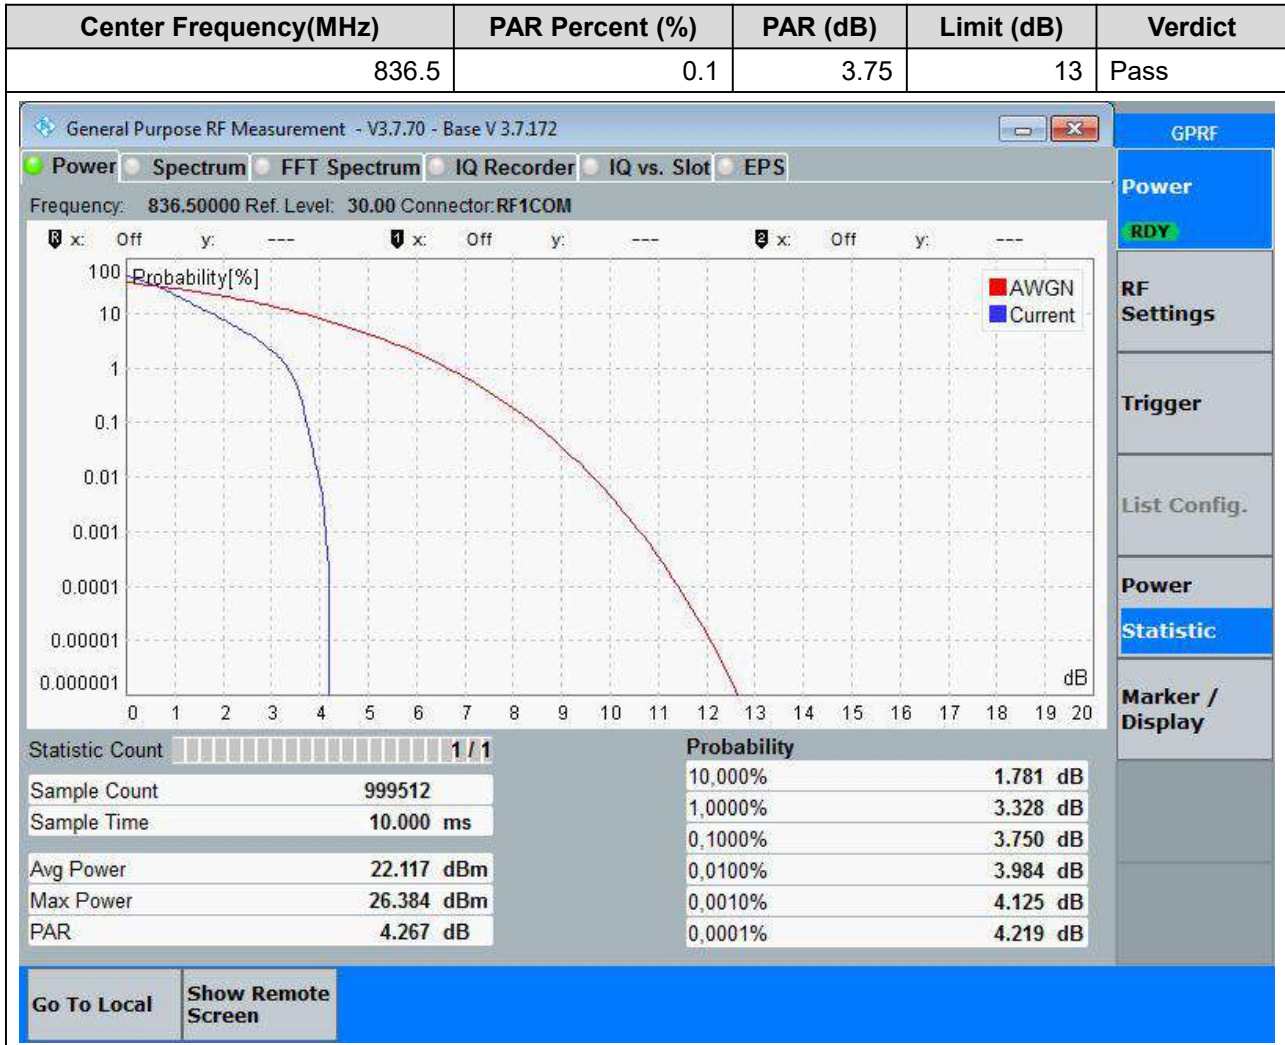 Center Frequency(MHz) PAR Percent (%) PAR (dB) Limit (dB) Verdict
836.5 0.1 3.75 13 Pass
General Purpose RF Measurement - V3.7.70 - Base V 3.7.172
GPRF
Power Spectrum FFT Spectrum IQ Recorder IQ vs. Slot EPS
Power
RDY
Frequency: 836.50000 Ref. Level: 30.00 Connector:RF1COM
R x: Off y: --- 1 x: Off y: --- 2 x: Off y: ---
100 Probability[%]
AWGN
Current
10
1
0.1
0.01
0.001
0.0001
0.00001
0.000001
dB
0 1 2 3 4 5 6 7 8 9 10 11 12 13 14 15 16 17 18 19 20
RF
Settings
Trigger
List Config.
Power
Statistic
Marker /
Display
Statistic Count 1 / 1
Sample Count 999512
Sample Time 10.000 ms
Avg Power 22.117 dBm
Max Power 26.384 dBm
PAR 4.267 dB
Probability
10,000% 1.781 dB
1,0000% 3.328 dB
0,1000% 3.750 dB
0,0100% 3.984 dB
0,0010% 4.125 dB
0,0001% 4.219 dB
Go To Local
Show Remote
Screen